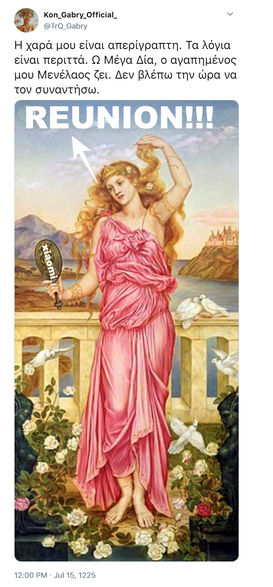 Kon_Gabry_Official_
@TrQ_Gabry
Η χαρά μου είναι απερίγραπτη. Τα λόγια
είναι περιττά. Ω Μέγα Δία, ο αγαπημένος
μου Μενέλαος ζει. Δεν βλέπω την ώρα να
τον συναντήσω.
REUNION!!!
xiaomi
12:00 PM · Jul 15, 1225